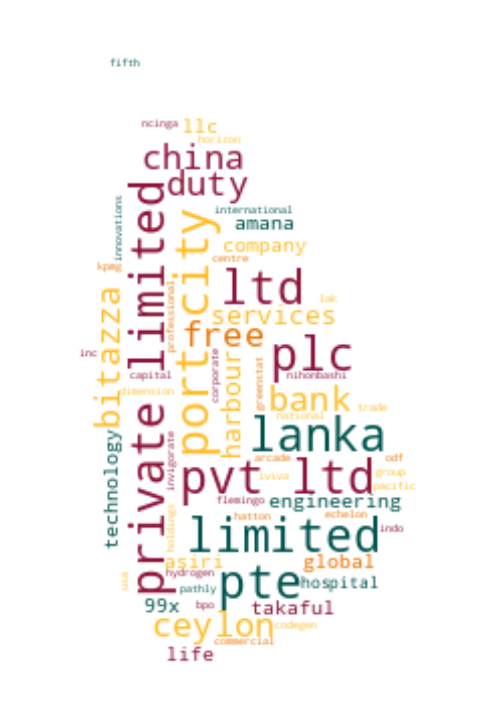 fifth
ncinga
llc
horizon
china
duty
private limited
innovations
international
amana
port city
company
centre
kpmg
ltd
lak
professional
bitazza
services
free
plc
inc
harbour
corporate
capital
nihonbashi
dimension
greenstat
bank
trade
national
lanka
technology
invigorate
arcade
odf
pvt ltd
iviva
group
pacific
flemingo
engineering
holdings
hatton
echelon
limited
indo
asiri
global
hydrogen
pte
hospital
usa
pathly
99x
bpo
takaful
ceylon
codegen
commercial
life